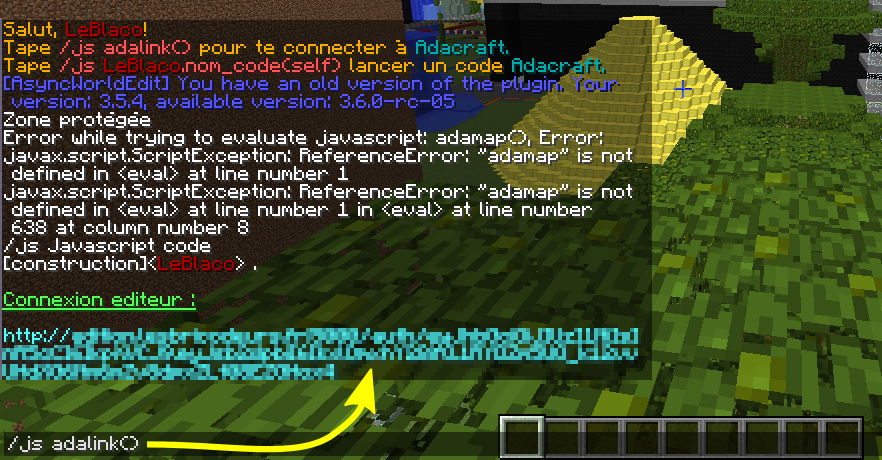 Salut, LeBlaco!
Tape /js adalink() pour te connecter à Adacraft.
Tape /js LeBlaco.nom_code(self) lancer un code Adacraft.
[AsyncWorldEdit] You have an old version of the plugin. Your
version: 3.5.4, available version: 3.6.0-rc-05
Zone protégée
Error while trying to evaluate javascript: adamap(), Error:
javax.script.ScriptException: ReferenceError: "adamap" is not
defined in <eval> at line number 1
javax.script.ScriptException: ReferenceError: "adamap" is not
defined in <eval> at line number 1 in <eval> at line number
638 at column number 8
/js Javascript code
[construction]<LeBlaco> .
Connexion editeur :
http://
/js adalink()